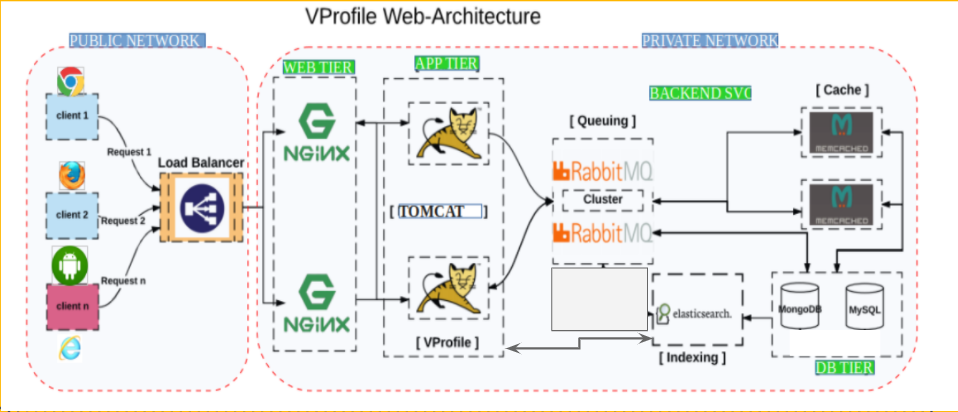 VProfile Web-Architecture
PUBLIC NETWORK
PRIVATE NETWORK
WEB TIER
APP TIER
BACKEND SVC
[ Cache ]
client 1
Request 1
Load Balancer
client 2
Request 2
Request n
client n
NGiNX
NGiNX
[ TOMCAT ]
[ VProfile ]
[ Queuing ]
RabbitMQ
Cluster
RabbitMQ
MEMCACHED
MEMCACHED
elasticsearch.
[ Indexing ]
MongoDB
MySQL
DB TIER